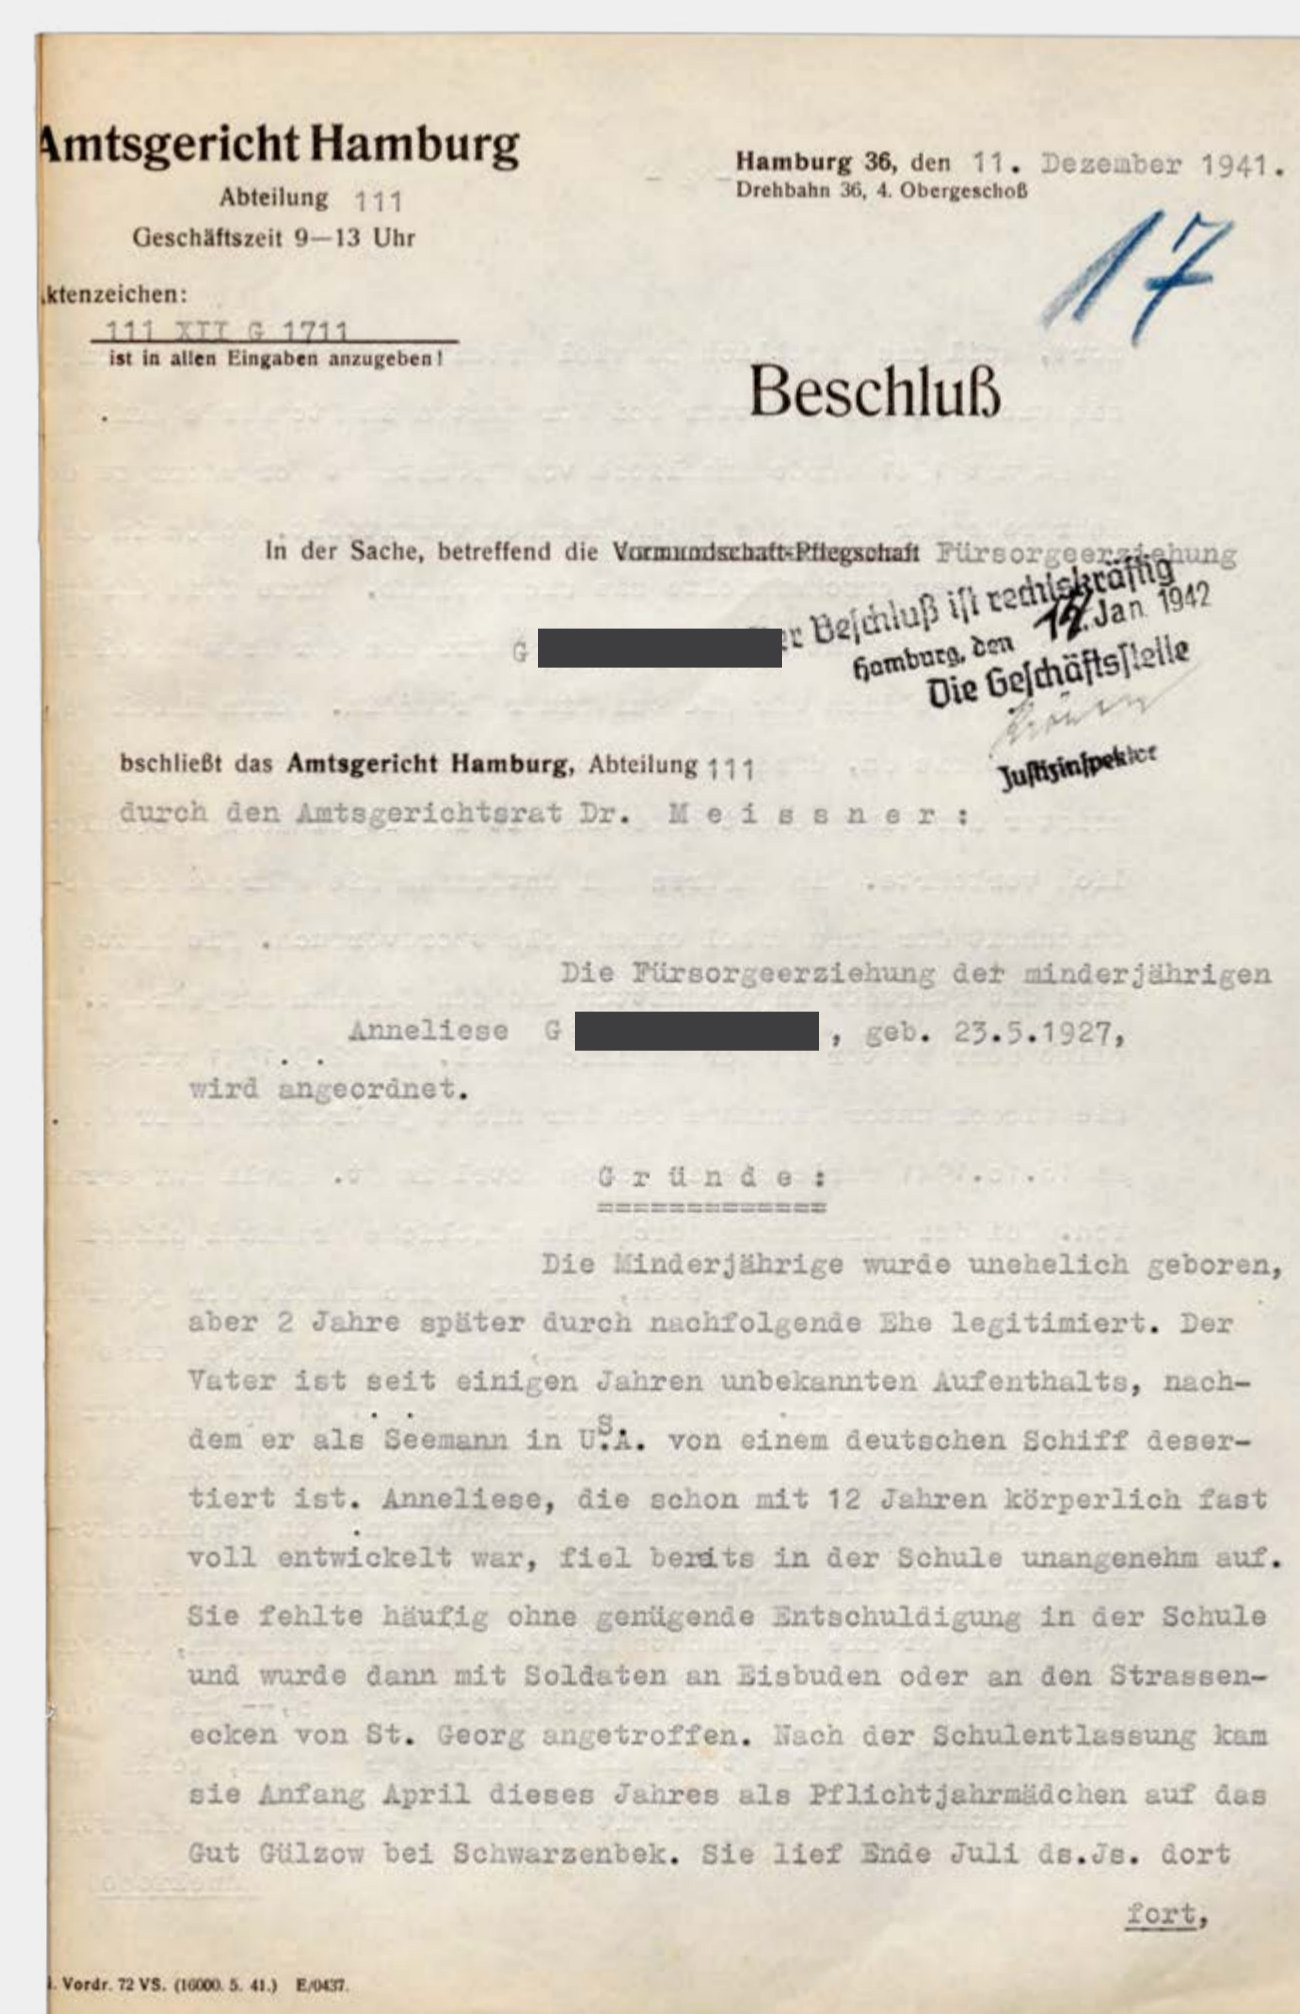 Amtsgericht Hamburg
Abteilung 111
Geschäftszeit 9—13 Uhr
Hamburg 36, den 11. Dezember 1941.
Drehbahn 36, 4. Obergeschoß
17
ktenzeichen:
111 XII G 1711
ist in allen Eingaben anzugeben!
Beschluß
In der Sache, betreffend die Vormundschaft-Pflegschaft Fürsorgeerziehung
G
er Beschluß ist rechtskräftig
Hamburg, den Jan. 1942
Die Geschäftsstelle
Justizinspektor
bschließt das Amtsgericht Hamburg, Abteilung 111
durch den Amtsgerichtsrat Dr. M e i s s n e r :
Die Fürsorgeerziehung der minderjährigen
Anneliese G , geb. 23.5.1927,
wird angeordnet.
G r ü n d e :
=============
Die Minderjährige wurde unehelich geboren,
aber 2 Jahre später durch nachfolgende Ehe legitimiert. Der
Vater ist seit einigen Jahren unbekannten Aufenthalts, nach-
dem er als Seemann in U.S.A. von einem deutschen Schiff deser-
tiert ist. Anneliese, die schon mit 12 Jahren körperlich fast
voll entwickelt war, fiel bereits in der Schule unangenehm auf.
Sie fehlte häufig ohne genügende Entschuldigung in der Schule
und wurde dann mit Soldaten an Eisbuden oder an den Strassen-
ecken von St. Georg angetroffen. Nach der Schulentlassung kam
sie Anfang April dieses Jahres als Pflichtjahrmädchen auf das
Gut Gülzow bei Schwarzenbek. Sie lief Ende Juli ds.Js. dort
fort,
. Vordr. 72 VS. (16000. 5. 41.) E/0437.